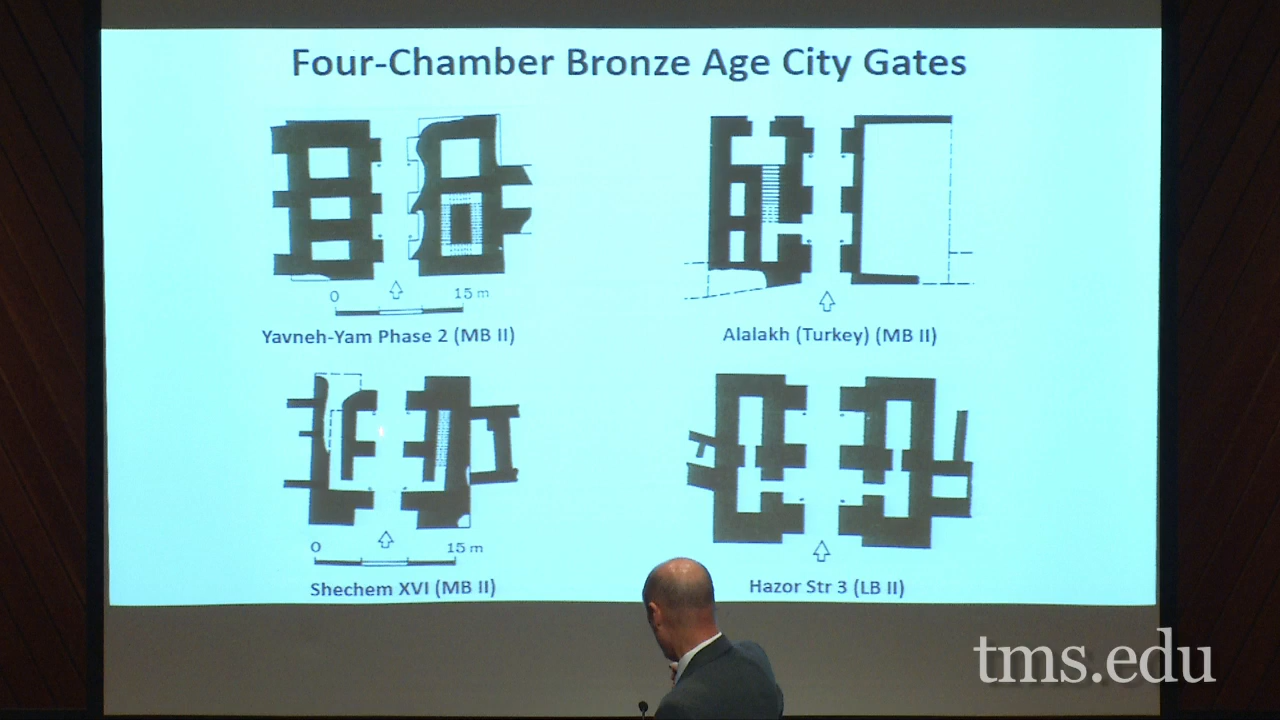 Four-Chamber Bronze Age City Gates
0 15 m
Yavneh-Yam Phase 2 (MB II)
Alalakh (Turkey) (MB II)
0 15 m
Shechem XVI (MB II)
Hazor Str 3 (LB II)
tms.edu